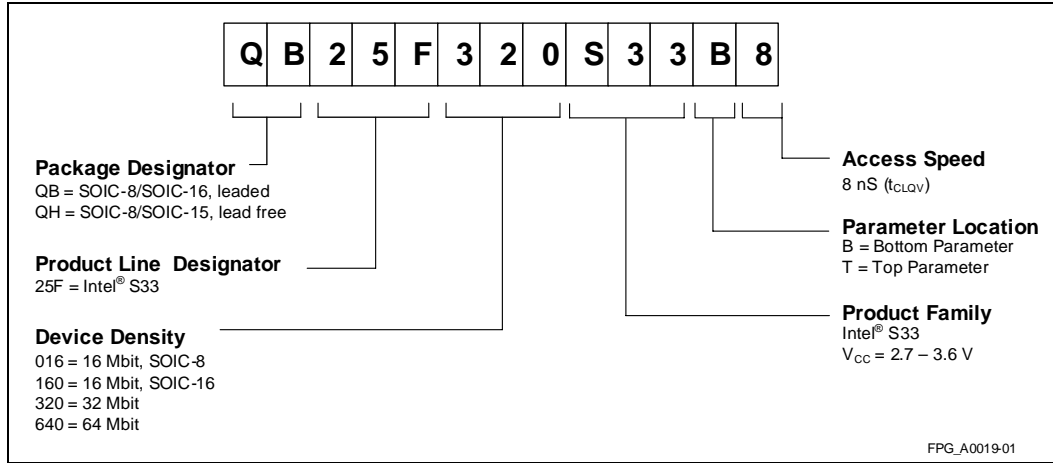 Q B 2 5 F 3 2 0 S 3 3 B 8
Package Designator
QB = SOIC-8/SOIC-16, leaded
QH = SOIC-8/SOIC-15, lead free
Product Line Designator
25F = Intel® S33
Device Density
016 = 16 Mbit, SOIC-8
160 = 16 Mbit, SOIC-16
320 = 32 Mbit
640 = 64 Mbit
Access Speed
8 nS (tCLQV)
Parameter Location
B = Bottom Parameter
T = Top Parameter
Product Family
Intel® S33
VCC = 2.7 – 3.6 V
FPG_A0019-01